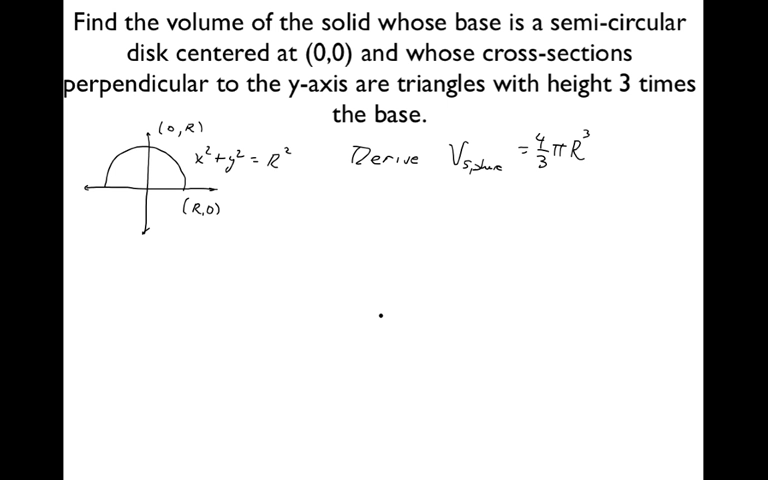 Find the volume of the solid whose base is a semi-circular
disk centered at (0,0) and whose cross-sections
perpendicular to the y-axis are triangles with height 3 times
the base.
(0,R)
x² + y² = R² Derive V_sphere = 4/3 πR³
(R,0)